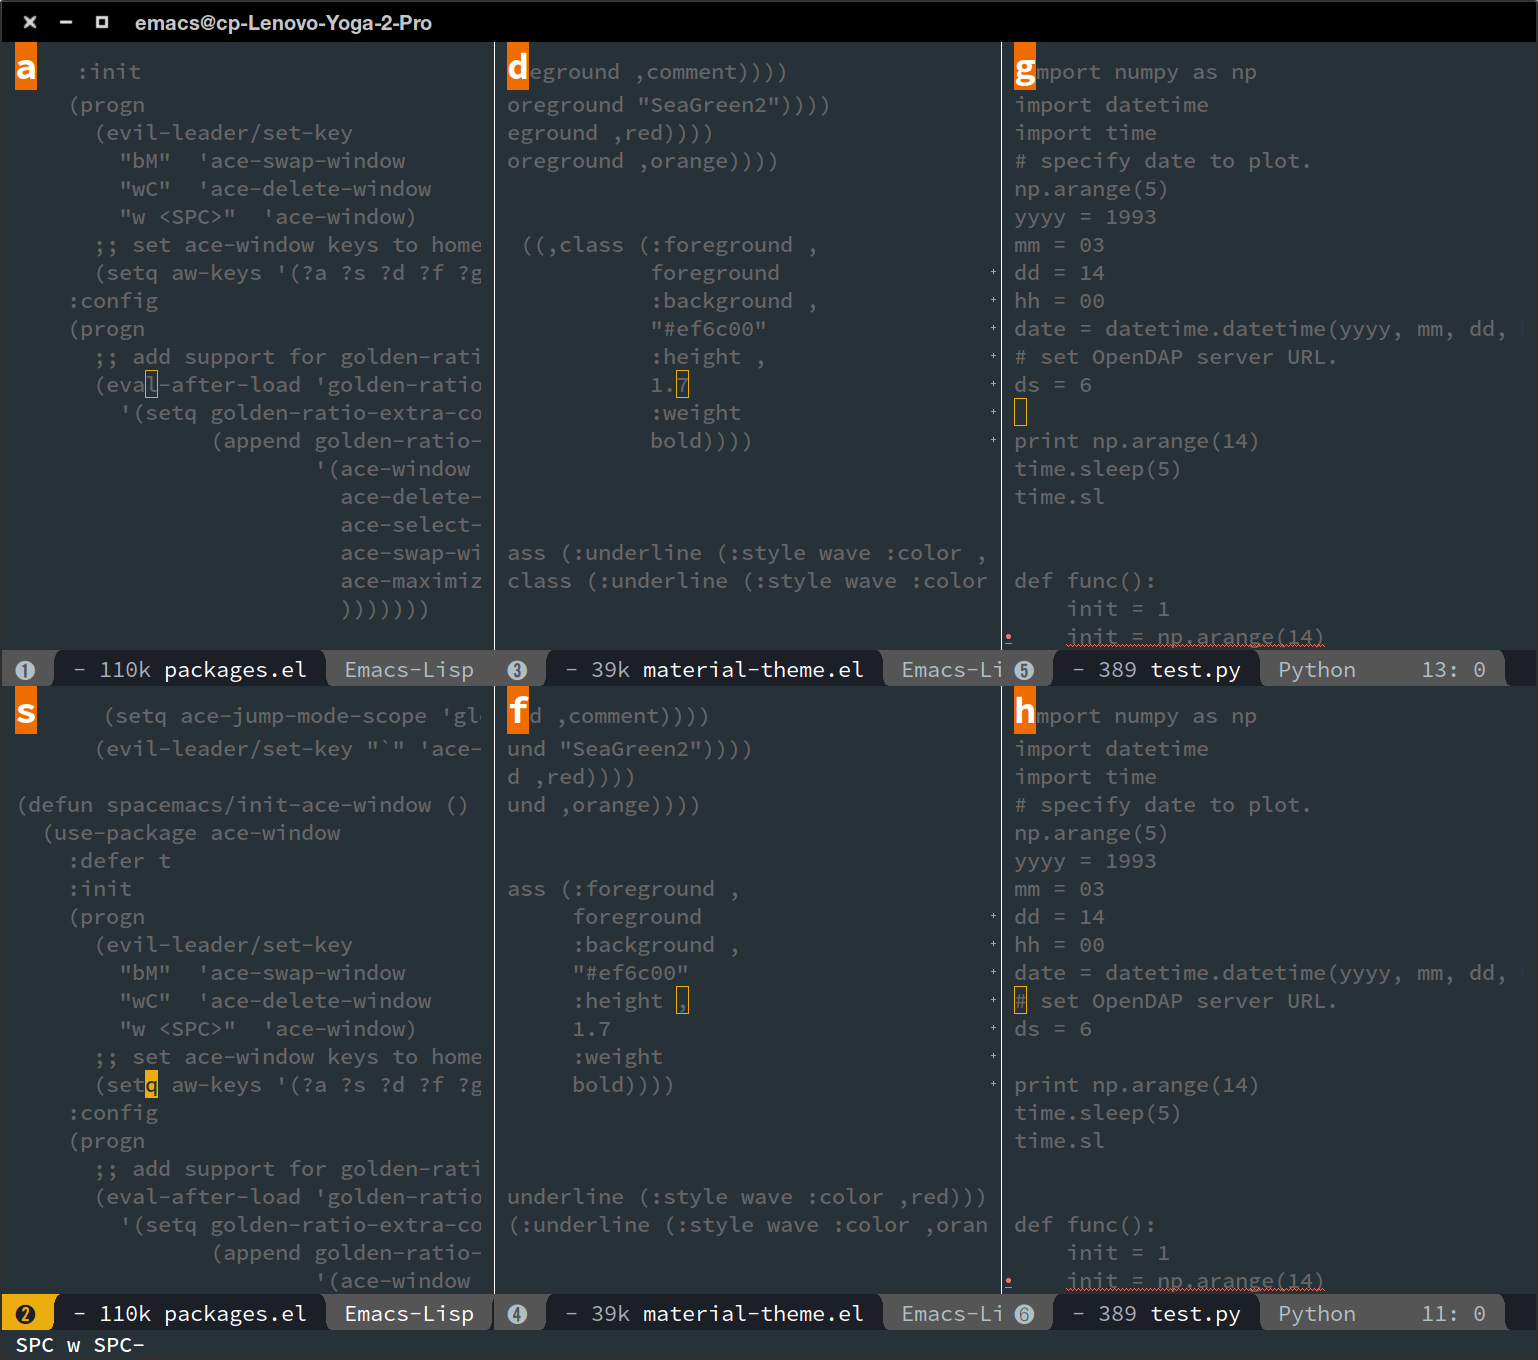 emacs@cp-Lenovo-Yoga-2-Pro
a
:init
(progn
(evil-leader/set-key
"bM" 'ace-swap-window
"wC" 'ace-delete-window
"w <SPC>" 'ace-window)
;; set ace-window keys to home
(setq aw-keys '(?a ?s ?d ?f ?g
:config
(progn
;; add support for golden-rati
(eval-after-load 'golden-ratio
'(setq golden-ratio-extra-co
(append golden-ratio-
'(ace-window
ace-delete-
ace-select-
ace-swap-wi
ace-maximiz
)))))))
1 - 110k packages.el Emacs-Lisp
d
eground ,comment))))
oreground "SeaGreen2"))))
eground ,red))))
oreground ,orange))))
((,class (:foreground ,
foreground
:background ,
"#ef6c00"
:height ,
1.7
:weight
bold))))
ass (:underline (:style wave :color ,
class (:underline (:style wave :color
3 - 39k material-theme.el Emacs-Li
g
mport numpy as np
import datetime
import time
# specify date to plot.
np.arange(5)
yyyy = 1993
mm = 03
dd = 14
hh = 00
date = datetime.datetime(yyyy, mm, dd,
# set OpenDAP server URL.
ds = 6
print np.arange(14)
time.sleep(5)
time.sl
def func():
init = 1
init = np.arange(14)
5 - 389 test.py Python 13: 0
s
(setq ace-jump-mode-scope 'gl
(evil-leader/set-key "`" 'ace-
(defun spacemacs/init-ace-window ()
(use-package ace-window
:defer t
:init
(progn
(evil-leader/set-key
"bM" 'ace-swap-window
"wC" 'ace-delete-window
"w <SPC>" 'ace-window)
;; set ace-window keys to home
(setq aw-keys '(?a ?s ?d ?f ?g
:config
(progn
;; add support for golden-rati
(eval-after-load 'golden-ratio
'(setq golden-ratio-extra-co
(append golden-ratio-
'(ace-window
2 - 110k packages.el Emacs-Lisp
f
d ,comment))))
und "SeaGreen2"))))
d ,red))))
und ,orange))))
ass (:foreground ,
foreground
:background ,
"#ef6c00"
:height ,
1.7
:weight
bold))))
underline (:style wave :color ,red)))
(:underline (:style wave :color ,oran
4 - 39k material-theme.el Emacs-Li
h
mport numpy as np
import datetime
import time
# specify date to plot.
np.arange(5)
yyyy = 1993
mm = 03
dd = 14
hh = 00
date = datetime.datetime(yyyy, mm, dd,
# set OpenDAP server URL.
ds = 6
print np.arange(14)
time.sleep(5)
time.sl
def func():
init = 1
init = np.arange(14)
6 - 389 test.py Python 11: 0
SPC w SPC-